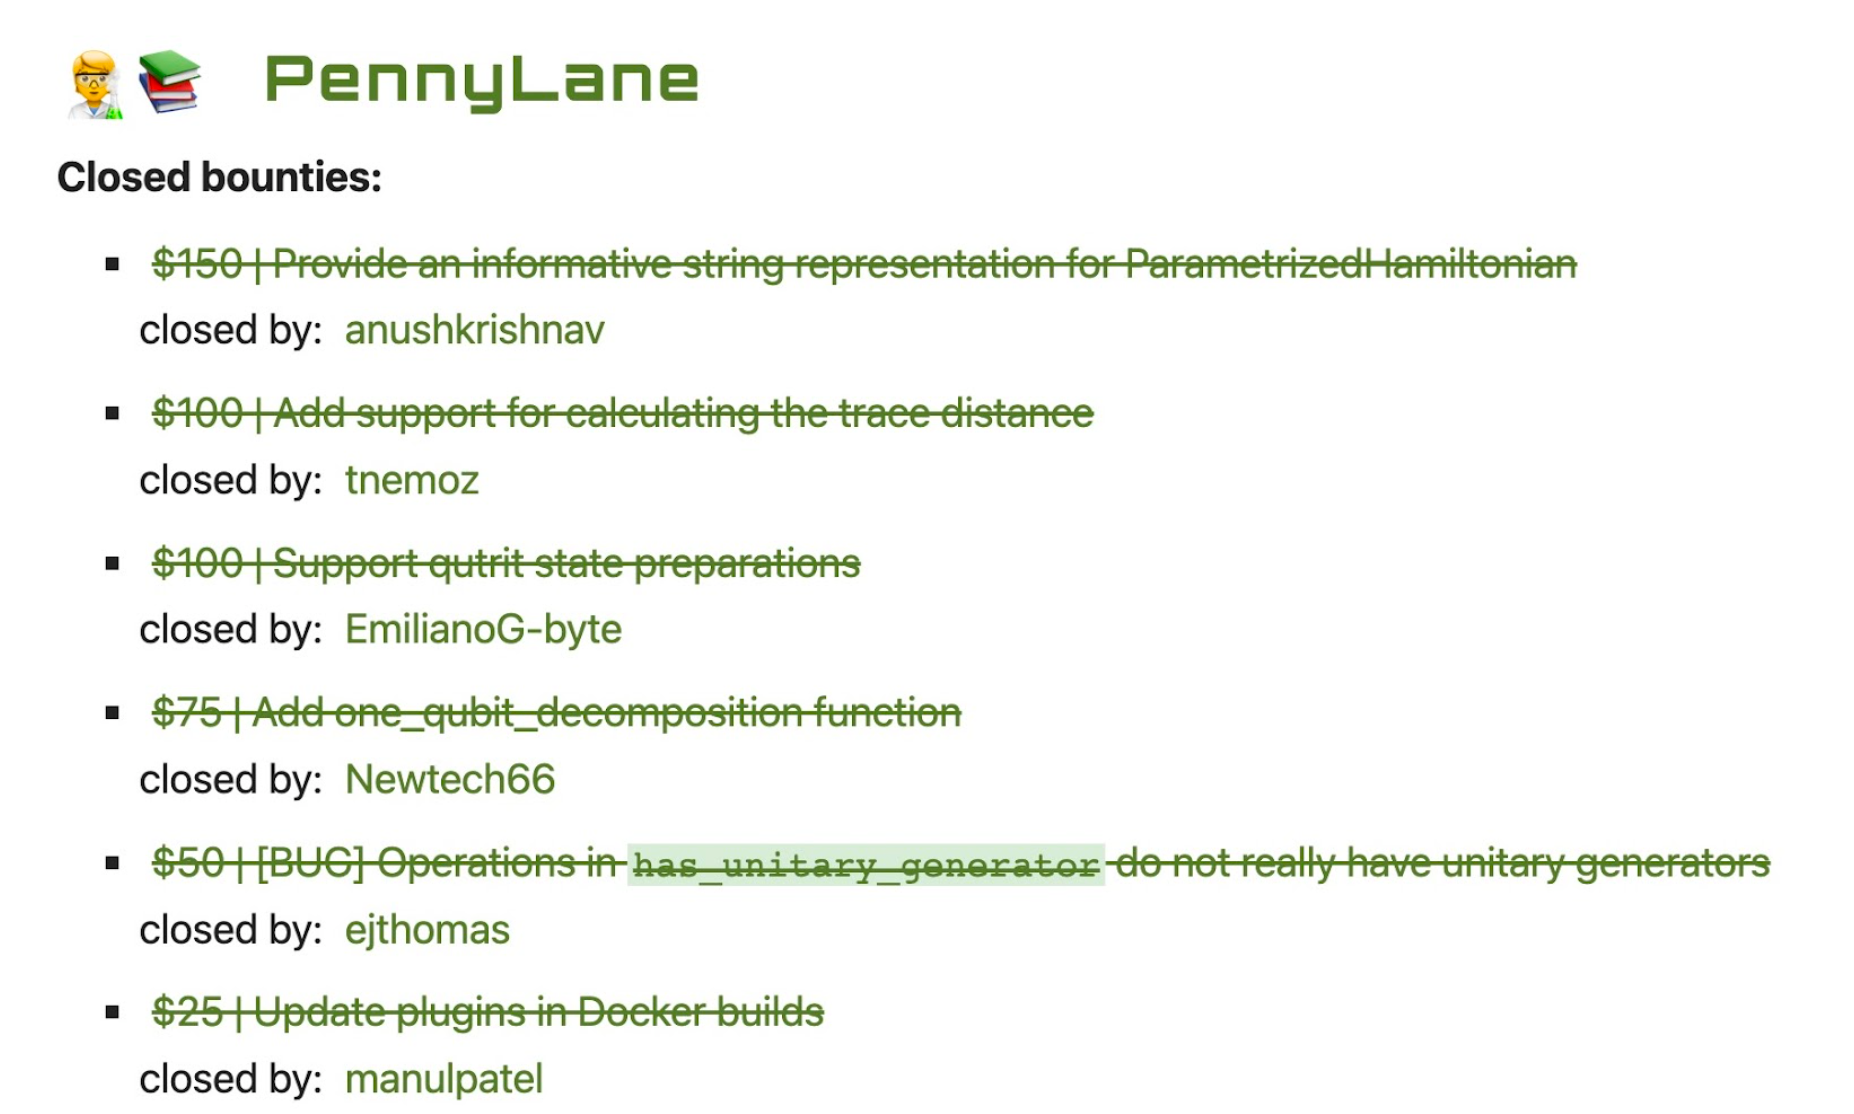 PennyLane
Closed bounties:
$150 | Provide an informative string representation for ParametrizedHamiltonian
closed by: anushkrishnav
$100 | Add support for calculating the trace distance
closed by: tnemoz
$100 | Support qutrit state preparations
closed by: EmilianoG-byte
$75 | Add one_qubit_decomposition function
closed by: Newtech66
$50 | [BUG] Operations in has_unitary_generator do not really have unitary generators
closed by: ejthomas
$25 | Update plugins in Docker builds
closed by: manulpatel